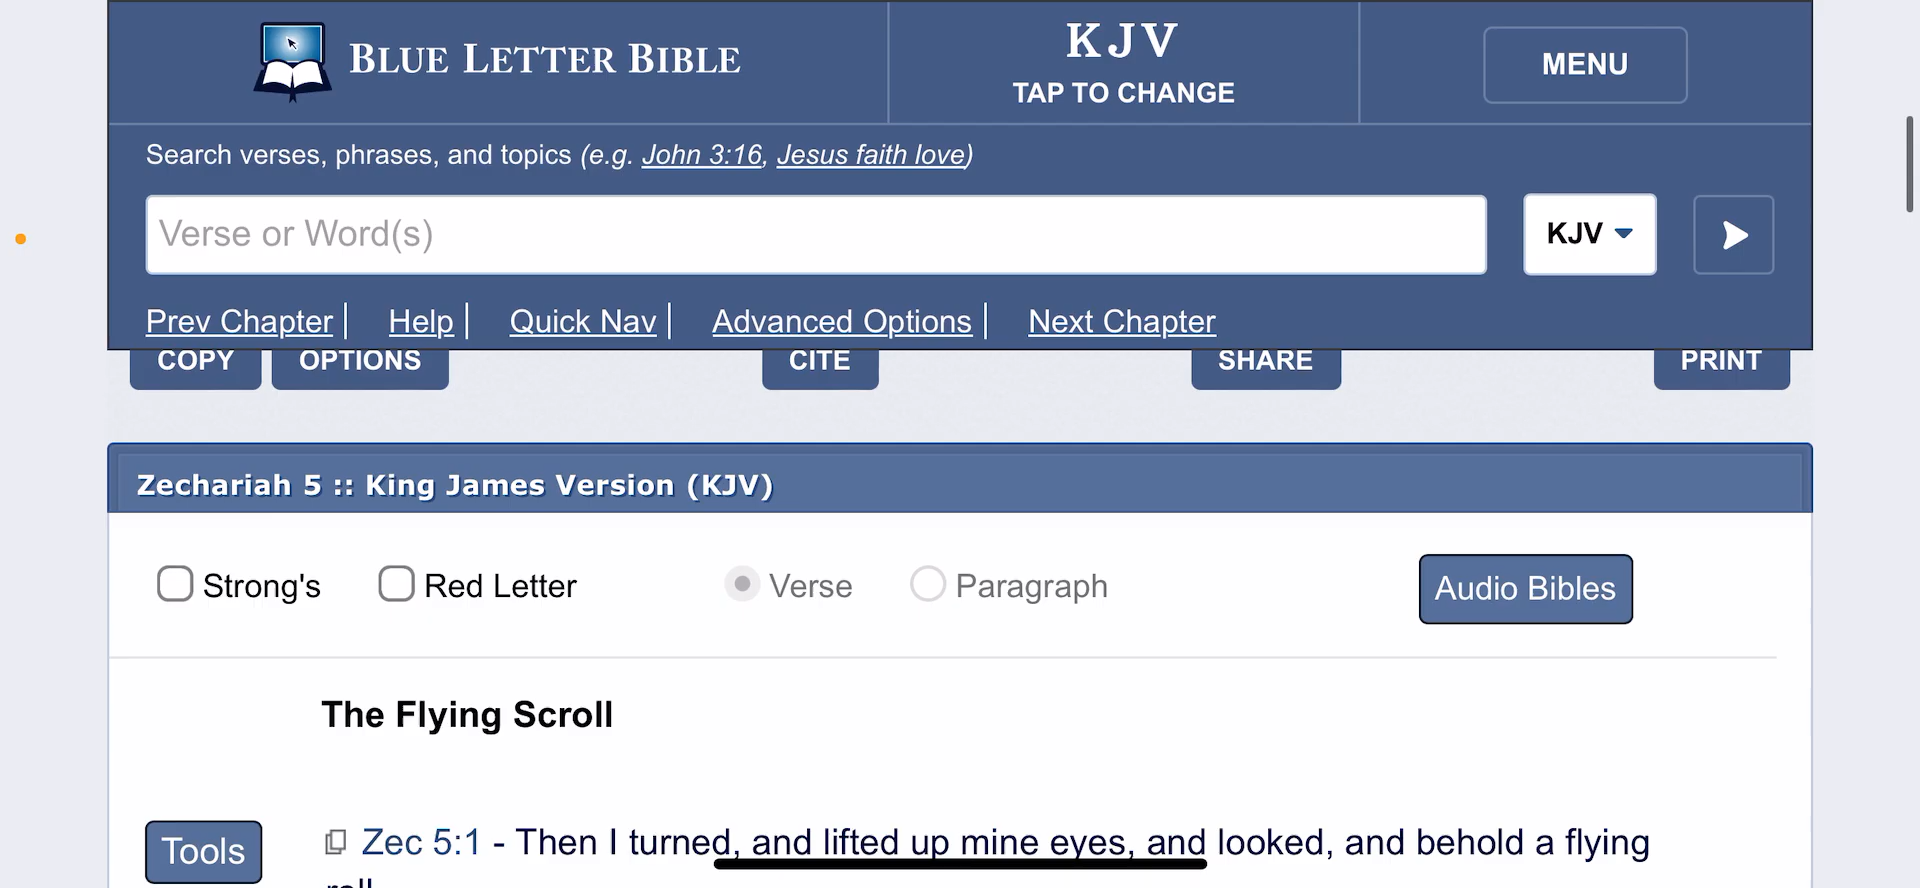 BLUE LETTER BIBLE
KJV
TAP TO CHANGE
MENU
Search verses, phrases, and topics (e.g. John 3:16, Jesus faith love)
Verse or Word(s)
KJV
Prev Chapter | Help | Quick Nav | Advanced Options | Next Chapter
COPY OPTIONS CITE SHARE PRINT
Zechariah 5 :: King James Version (KJV)
Strong's Red Letter Verse Paragraph Audio Bibles
The Flying Scroll
Tools Zec 5:1 - Then I turned, and lifted up mine eyes, and looked, and behold a flying